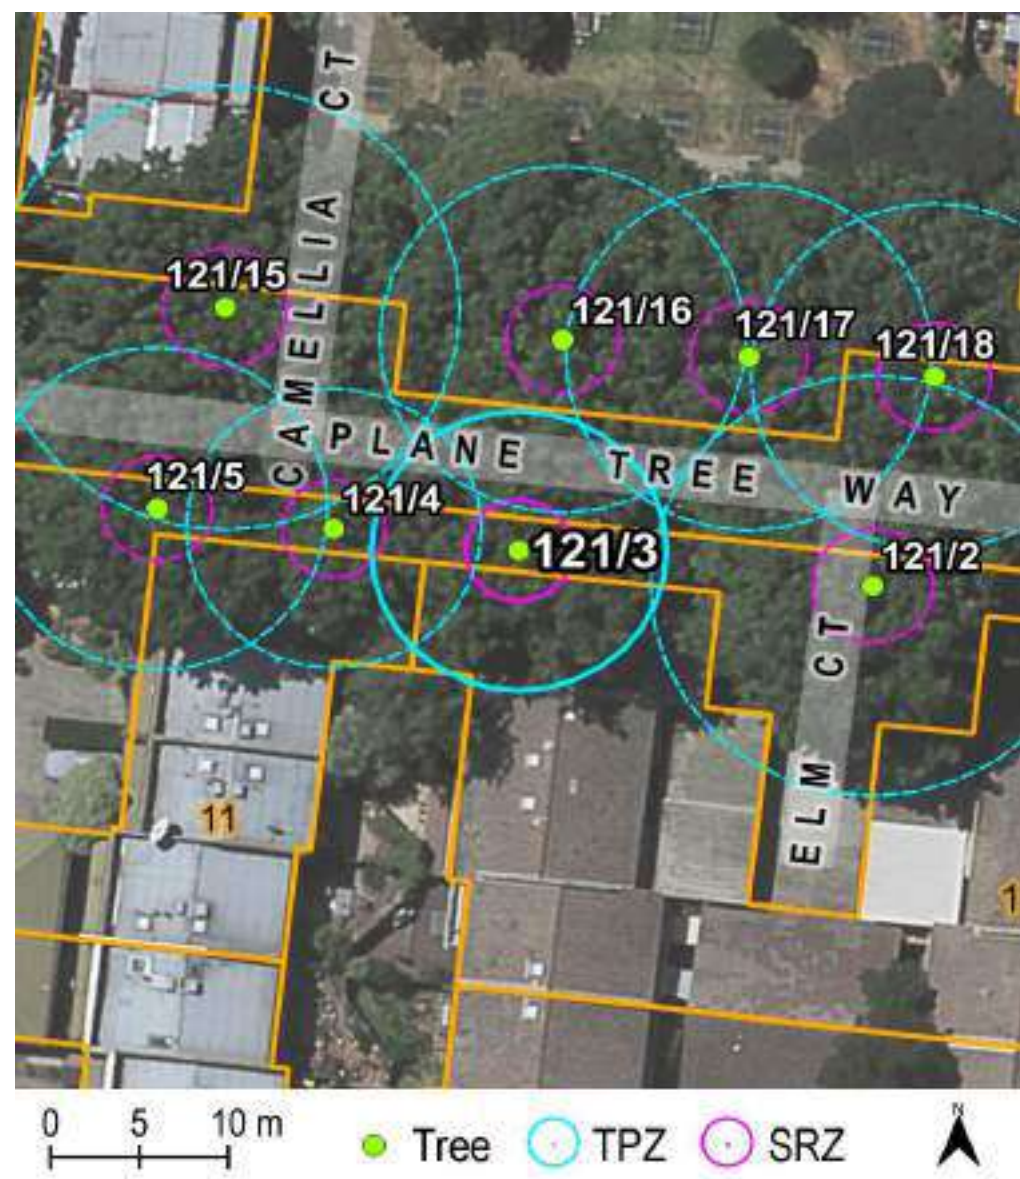 CAMELLIA CT
121/15
121/16
121/17
121/18
PLANE TREE WAY
121/5
121/4
121/3
121/2
ELM CT
11
1
0 5 10 m
Tree
TPZ
SRZ
N